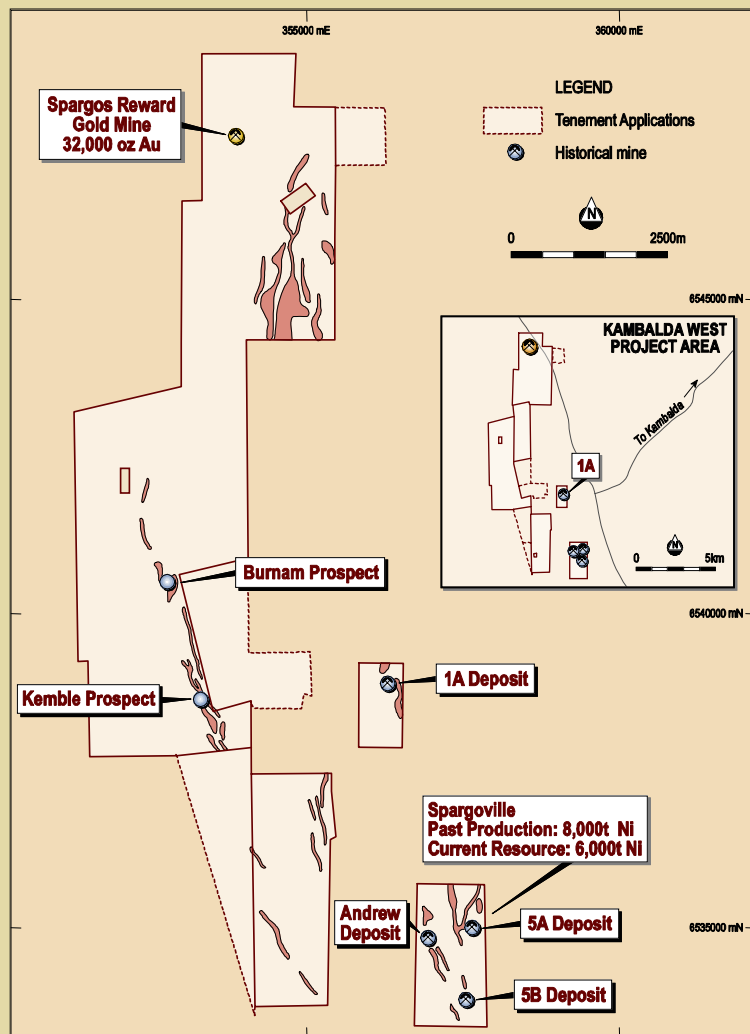 355000 mE
360000 mE
Spargos Reward
Gold Mine
32,000 oz Au
LEGEND
Tenement Applications
Historical mine
N
0
2500m
6545000 mN
KAMBALDA WEST
PROJECT AREA
To Kambalda
1A
N
0
5km
Burnam Prospect
6540000 mN
Kemble Prospect
1A Deposit
Spargoville
Past Production: 8,000t Ni
Current Resource: 6,000t Ni
Andrew
Deposit
5A Deposit
6535000 mN
5B Deposit